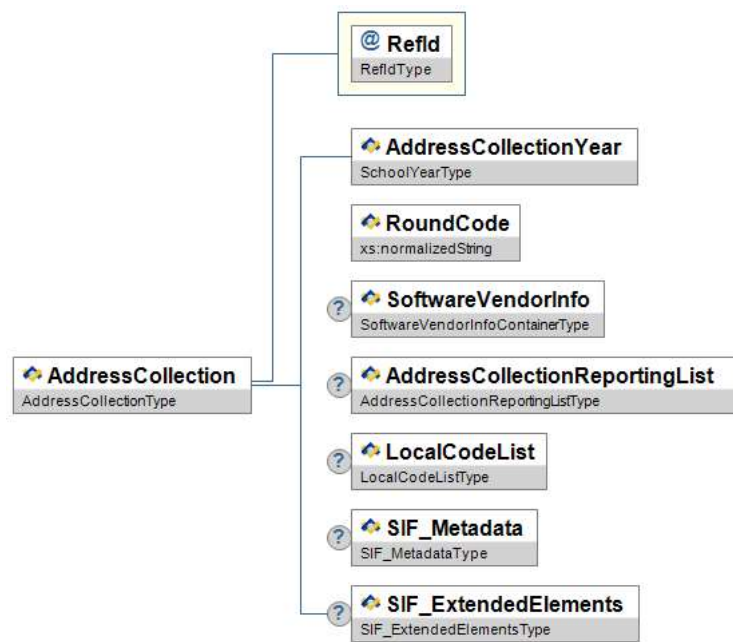 @ RefId
RefIdType
AddressCollectionYear
SchoolYearType
RoundCode
xs:normalizedString
? SoftwareVendorInfo
SoftwareVendorInfoContainerType
AddressCollection
AddressCollectionType
? AddressCollectionReportingList
AddressCollectionReportingListType
? LocalCodeList
LocalCodeListType
? SIF_Metadata
SIF_MetadataType
? SIF_ExtendedElements
SIF_ExtendedElementsType